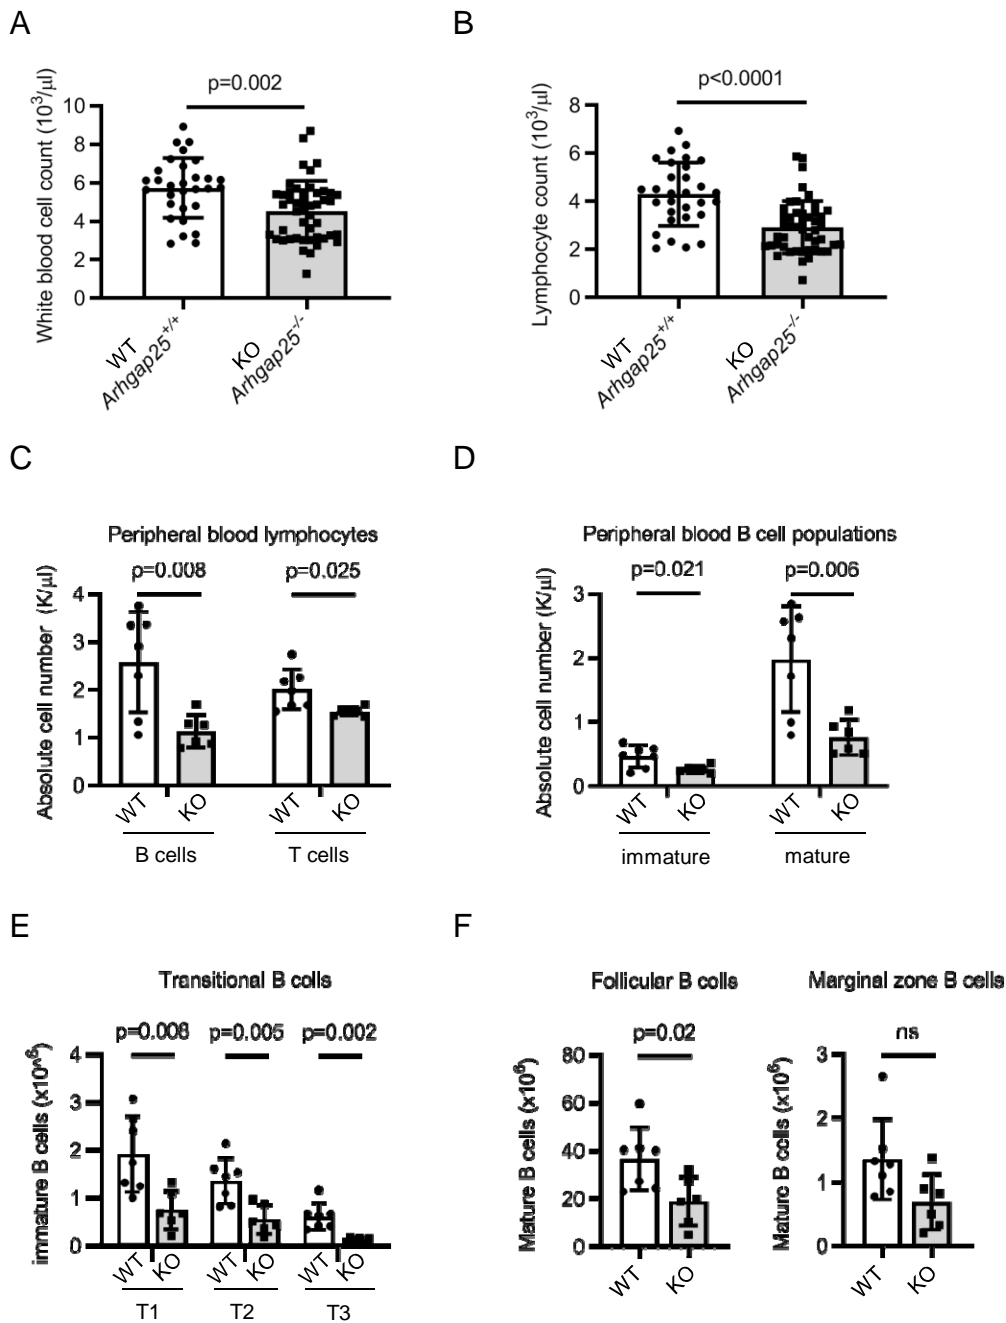 A
B
White blood cell count (10³/µl)
p=0.002
10
8
6
4
2
0
WT
Arhgap25+/+
KO
Arhgap25-/-
Lymphocyte count (10³/µl)
p<0.0001
8
6
4
2
0
WT
Arhgap25+/+
KO
Arhgap25-/-
C
D
Peripheral blood lymphocytes
p=0.008
p=0.025
Absolute cell number (K/µl)
4
3
2
1
0
WT
KO
WT
KO
B cells
T cells
Peripheral blood B cell populations
p=0.021
p=0.006
Absolute cell number (K/µl)
3
2
1
0
WT
KO
WT
KO
immature
mature
E
F
Transitional B cells
p=0.008
p=0.005
p=0.002
immature B cells (x10^6)
4
3
2
1
0
WT
KO
WT
KO
WT
KO
T1
T2
T3
Follicular B cells
p=0.02
Mature B cells (x10⁶)
80
60
40
20
0
WT
KO
Marginal zone B cells
ns
Mature B cells (x10⁶)
3
2
1
0
WT
KO